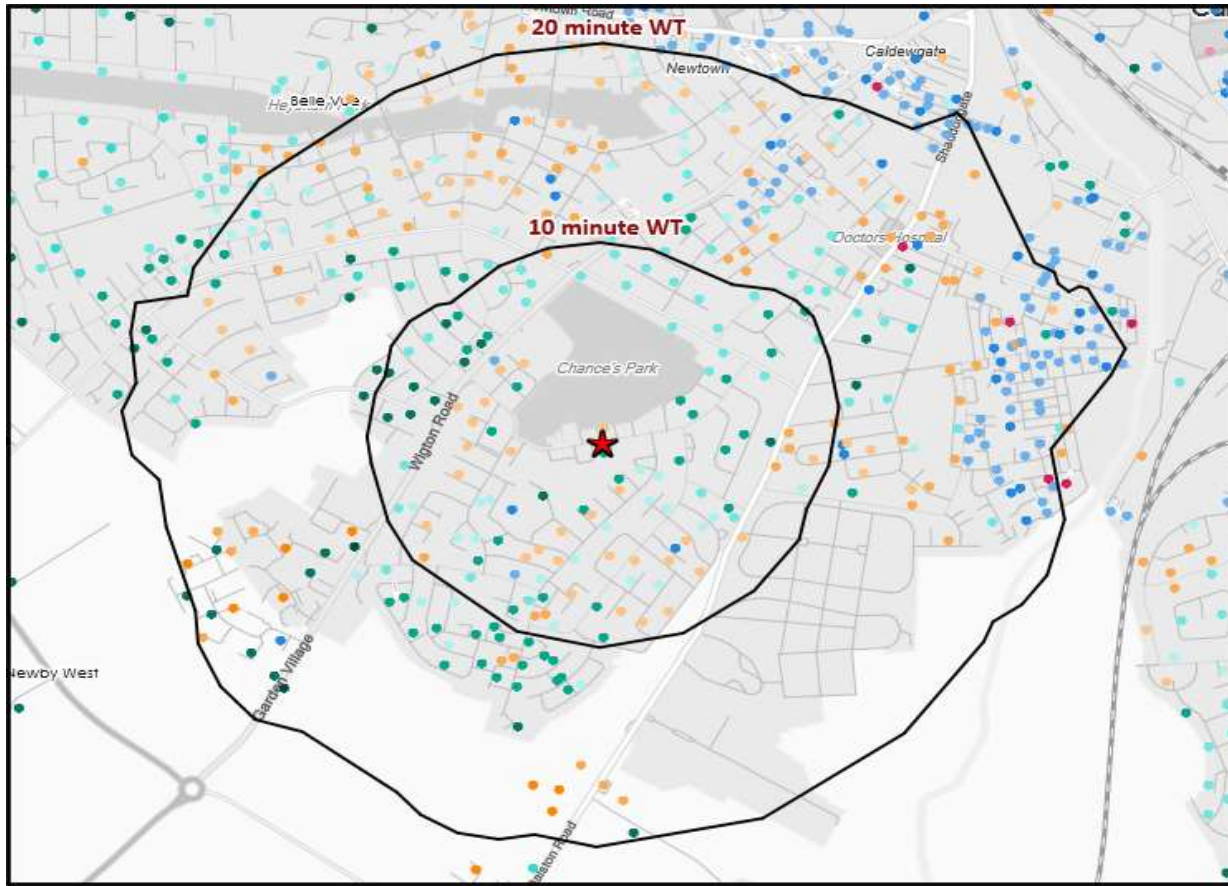 20 minute WT
Caldewgate
Newtown
Belle Vue
Shaddongate
10 minute WT
Doctors Hospital
Chance's Park
Wigton Road
Newby West
Garden Village